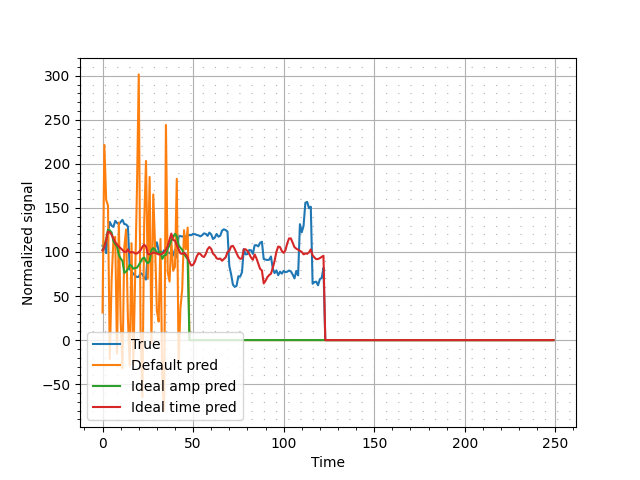 300
250
200
150
100
50
0
−50
Normalized signal
True
Default pred
Ideal amp pred
Ideal time pred
0 50 100 150 200 250
Time